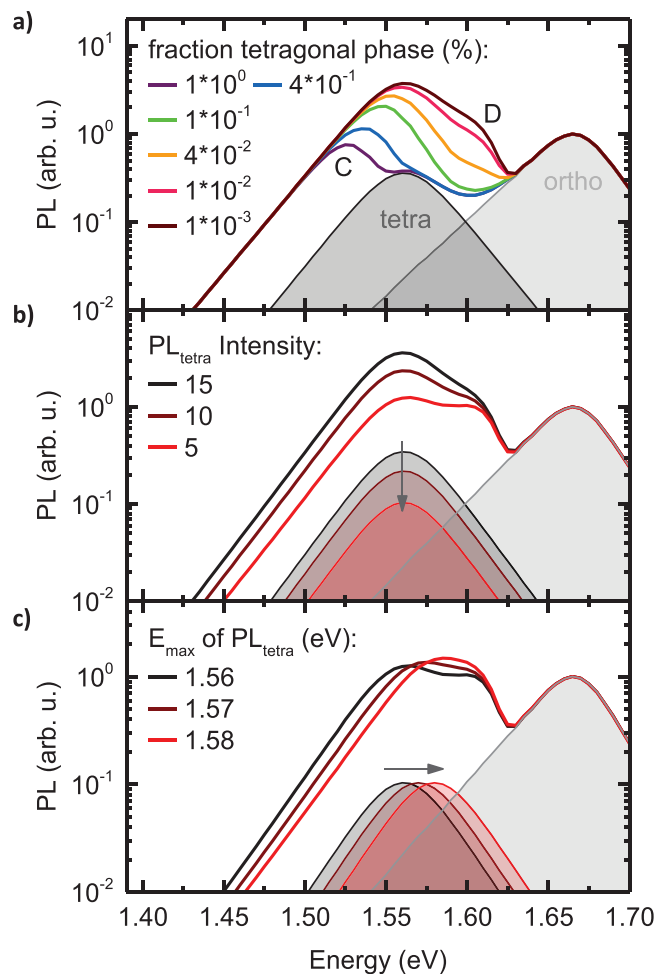 a)
10^1
10^0
10^-1
10^-2
PL (arb. u.)
fraction tetragonal phase (%):
1*10^0 4*10^-1
1*10^-1
4*10^-2
1*10^-2
1*10^-3
C
D
tetra
ortho
b)
10^0
10^-1
10^-2
PL (arb. u.)
PL_tetra Intensity:
15
10
5
c)
10^0
10^-1
10^-2
PL (arb. u.)
E_max of PL_tetra (eV):
1.56
1.57
1.58
1.40 1.45 1.50 1.55 1.60 1.65 1.70
Energy (eV)